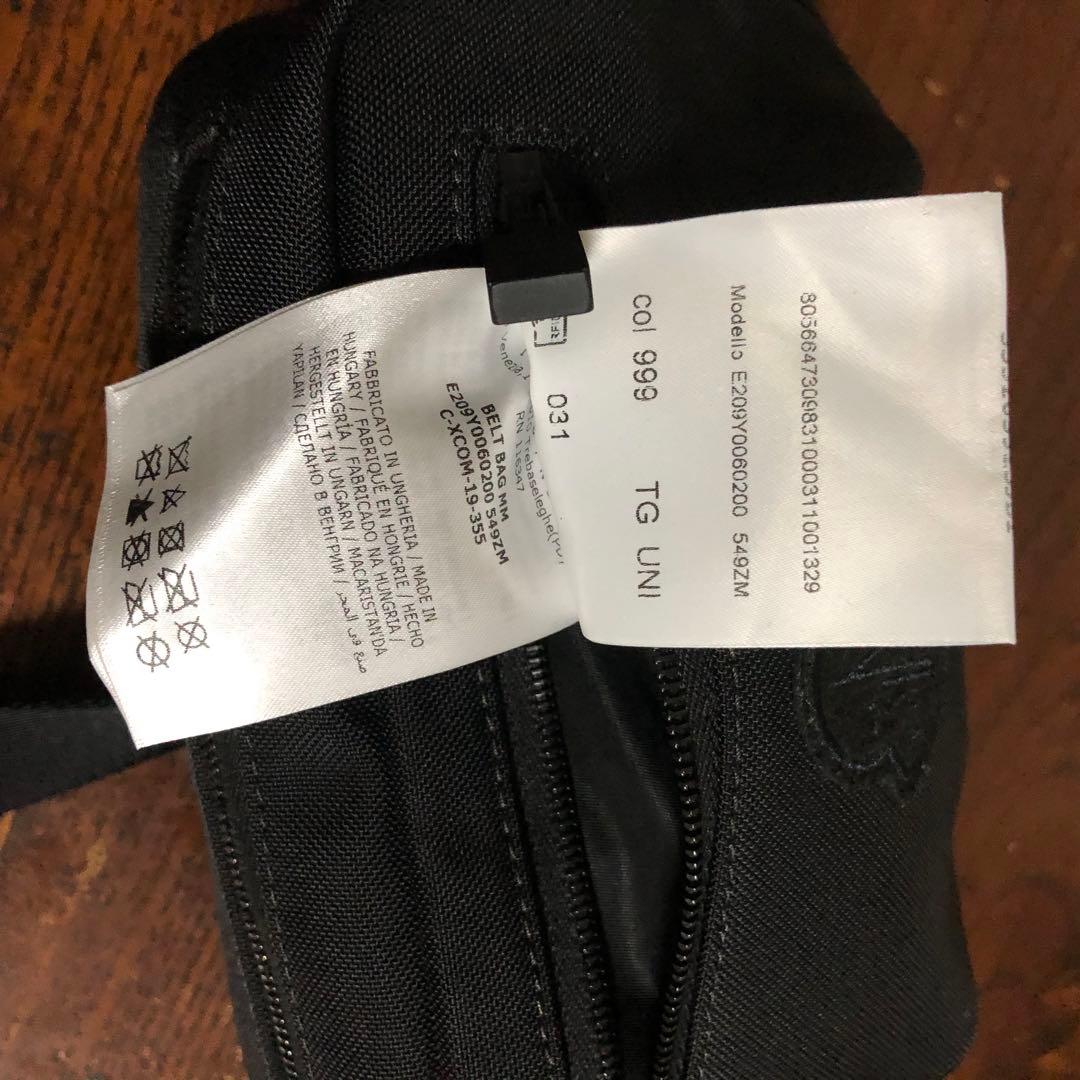 8056647309831000311001329
Modello E209Y0060200 549ZM
col 999 TG UNI
031
Trebaseleghe(
RN 116347
BELT BAG MM
E209Y0060200 549ZM
C-XCOM-19-355
FABBRICATO IN UNGHERIA / MADE IN
HUNGARY / FABRIQUÉ EN HONGRIE / HECHO
EN HUNGRÍA / FABRICADO NA HUNGRIA /
HERGESTELLT IN UNGARN / MACARISTAN'DA
YAPILAN / СДЕЛАНО В ВЕНГРИИ / صنع في المجر